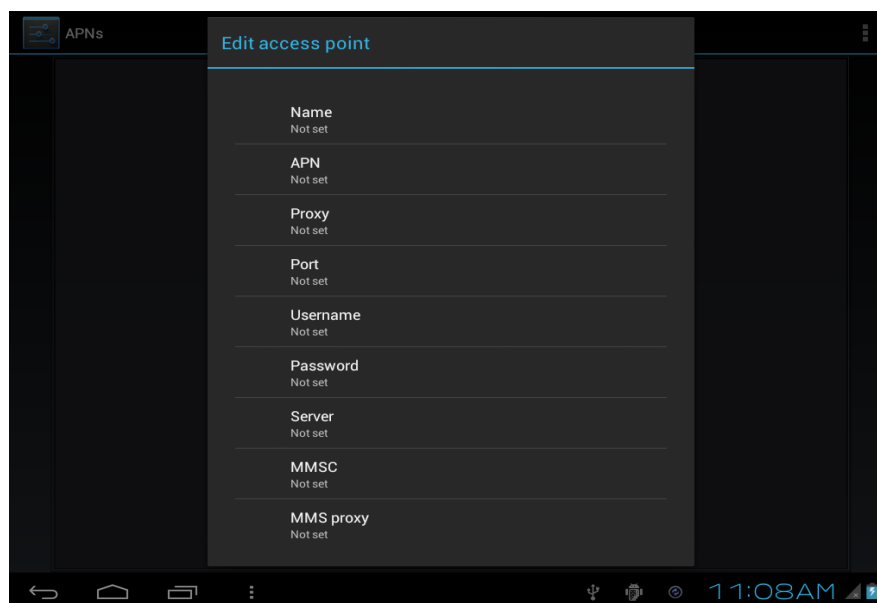 APNs
Edit access point
Name
Not set
APN
Not set
Proxy
Not set
Port
Not set
Username
Not set
Password
Not set
Server
Not set
MMSC
Not set
MMS proxy
Not set
11:08AM